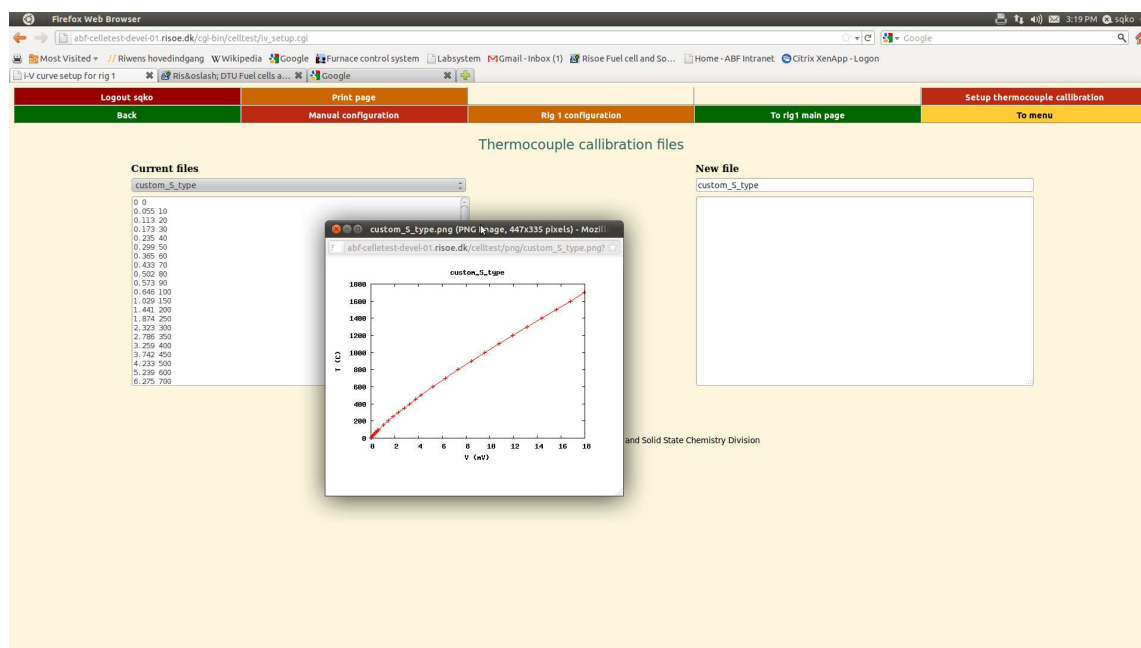 Firefox Web Browser
3:19 PM sqko
abf-celletest-devel-01.risoe.dk/cgi-bin/celltest/iv_setup.cgi
Google
Most Visited Riwens hovedindgang Wikipedia Google Furnace control system Labsystem Gmail - Inbox (1) Risoe Fuel cell and So... Home - ABF Intranet Citrix XenApp - Logon
i-V curve setup for rig 1 Ris&oslash; DTU Fuel cells a... Google
Logout sqko Print page Setup thermocouple callibration
Back Manual configuration Rig 1 configuration To rig1 main page To menu
Thermocouple callibration files
Current files
custom_S_type
0 0
0.055 10
0.113 20
0.173 30
0.235 40
0.299 50
0.365 60
0.433 70
0.502 80
0.573 90
0.646 100
1.029 150
1.441 200
1.874 250
2.323 300
2.786 350
3.259 400
3.742 450
4.233 500
5.239 600
6.275 700
New file
custom_S_type
custom_S_type.png (PNG Image, 447x335 pixels) - Mozill
abf-celletest-devel-01.risoe.dk/celltest/png/custom_S_type.png?
custom_S_type
T (C)
1800
1600
1400
1200
1000
800
600
400
200
0
0 2 4 6 8 10 12 14 16 18
V (mV)
and Solid State Chemistry Division